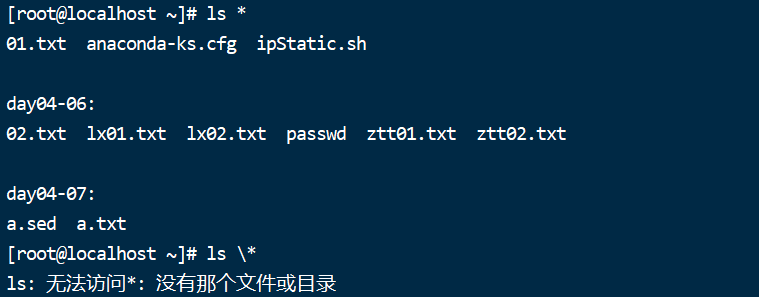 [root@localhost ~]# ls *
01.txt  anaconda-ks.cfg  ipStatic.sh
day04-06:
02.txt  lx01.txt  lx02.txt  passwd  ztt01.txt  ztt02.txt
day04-07:
a.sed  a.txt
[root@localhost ~]# ls \*
ls: 无法访问*: 没有那个文件或目录